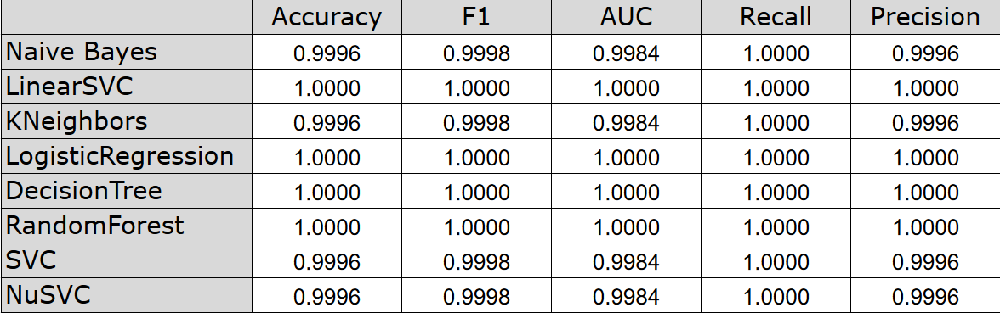 Accuracy F1 AUC Recall Precision
Naive Bayes 0.9996 0.9998 0.9984 1.0000 0.9996
LinearSVC 1.0000 1.0000 1.0000 1.0000 1.0000
KNeighbors 0.9996 0.9998 0.9984 1.0000 0.9996
LogisticRegression 1.0000 1.0000 1.0000 1.0000 1.0000
DecisionTree 1.0000 1.0000 1.0000 1.0000 1.0000
RandomForest 1.0000 1.0000 1.0000 1.0000 1.0000
SVC 0.9996 0.9998 0.9984 1.0000 0.9996
NuSVC 0.9996 0.9998 0.9984 1.0000 0.9996